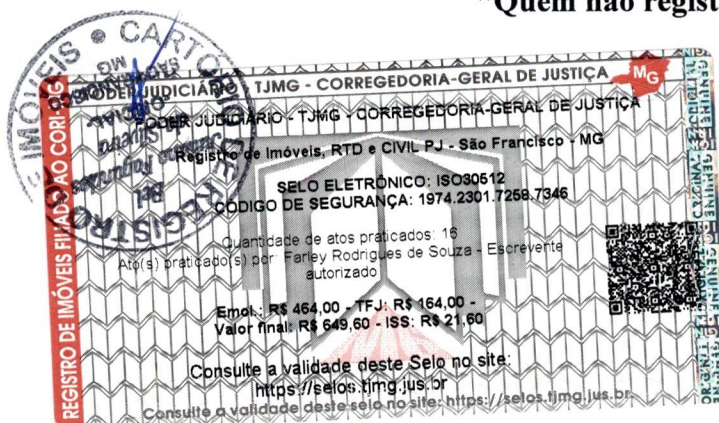 "Quem não regist
PODER JUDICIÁRIO - TJMG - CORREGEDORIA-GERAL DE JUSTIÇA
MG
PODER JUDICIÁRIO - TJMG - CORREGEDORIA-GERAL DE JUSTIÇA
Registro de Imóveis, RTD e CIVIL PJ - São Francisco - MG
SELO ELETRÔNICO: ISO30512
CÓDIGO DE SEGURANÇA: 1974.2301.7258.7346
Quantidade de atos praticados: 16
Ato(s) praticado(s) por: Farley Rodrigues de Souza - Escrevente
autorizado
Emol.: R$ 464,00 - TFJ: R$ 164,00 -
Valor final: R$ 649,60 - ISS: R$ 21,60
Consulte a validade deste Selo no site:
https://selos.tjmg.jus.br
Consulte a validade deste selo no site: https://selos.tjmg.jus.br
REGISTRO DE IMÓVEIS FILIADO AO CORI-MG
CARTÓRIO DE REGISTRO DE IMÓVEIS
GENUINE
ORIGINAL